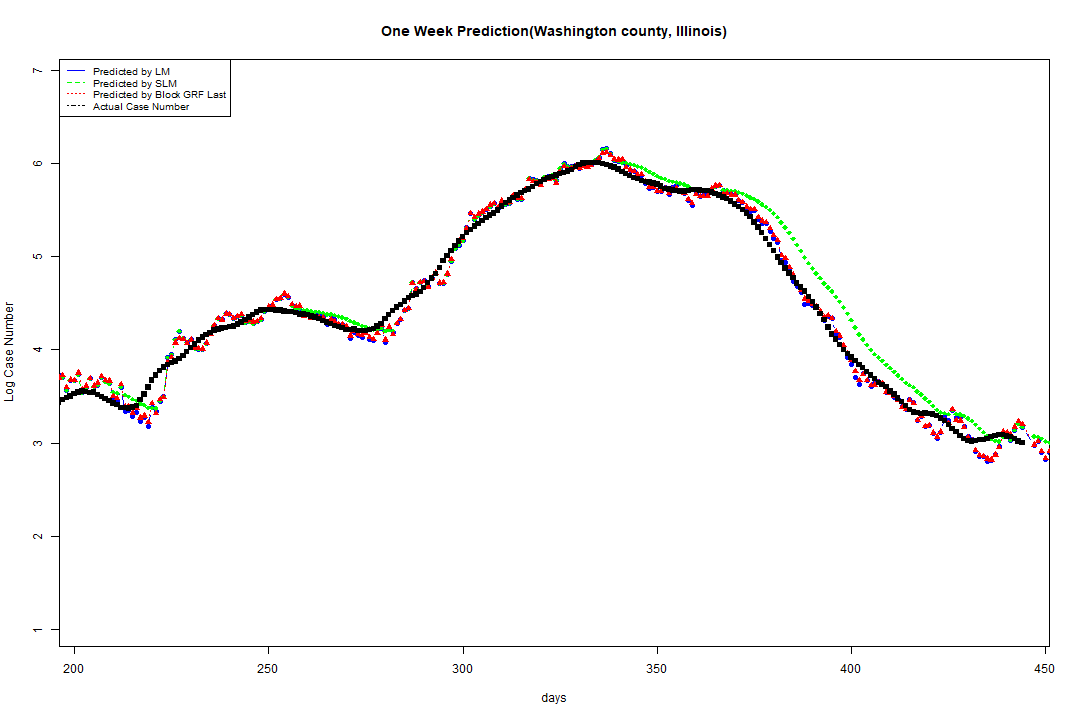 One Week Prediction(Washington county, Illinois)
Predicted by LM
Predicted by SLM
Predicted by Block GRF Last
Actual Case Number
7
6
5
4
3
2
1
Log Case Number
200 250 300 350 400 450
days